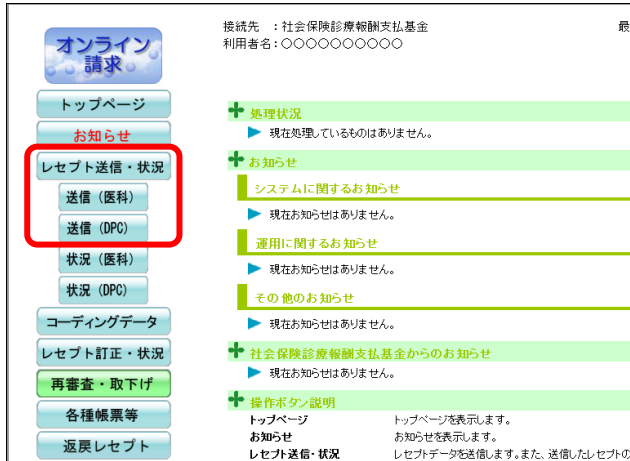 接続先 :社会保険診療報酬支払基金
最
利用者名:○○○○○○○○○○
オンライン
請求
トップページ
お知らせ
レセプト送信・状況
送信(医科)
送信(DPC)
状況(医科)
状況(DPC)
コーディングデータ
レセプト訂正・状況
再審査・取下げ
各種帳票等
返戻レセプト
処理状況
現在処理しているものはありません。
お知らせ
システムに関するお知らせ
現在お知らせはありません。
運用に関するお知らせ
現在お知らせはありません。
その他のお知らせ
現在お知らせはありません。
社会保険診療報酬支払基金からのお知らせ
現在お知らせはありません。
操作ボタン説明
トップページ トップページを表示します。
お知らせ お知らせを表示します。
レセプト送信・状況 レセプトデータを送信します。また、送信したレセプトの